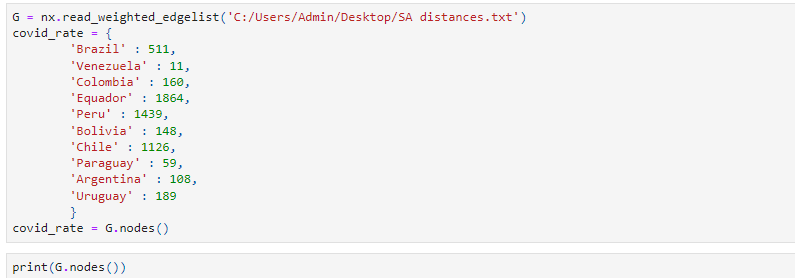 G = nx.read_weighted_edgelist('C:/Users/Admin/Desktop/SA distances.txt')
covid_rate = {
        'Brazil' : 511,
        'Venezuela' : 11,
        'Colombia' : 160,
        'Equador' : 1864,
        'Peru' : 1439,
        'Bolivia' : 148,
        'Chile' : 1126,
        'Paraguay' : 59,
        'Argentina' : 108,
        'Uruguay' : 189
        }
covid_rate = G.nodes()
print(G.nodes())